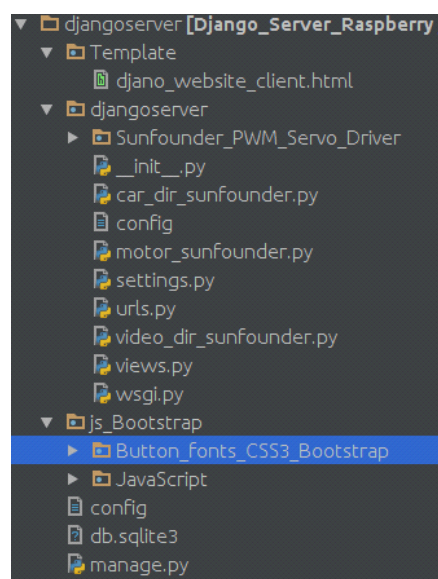 djangoserver [Django_Server_Raspberry
Template
djano_website_client.html
djangoserver
Sunfounder_PWM_Servo_Driver
__init__.py
car_dir_sunfounder.py
config
motor_sunfounder.py
settings.py
urls.py
video_dir_sunfounder.py
views.py
wsgi.py
js_Bootstrap
Button_fonts_CSS3_Bootstrap
JavaScript
config
db.sqlite3
manage.py